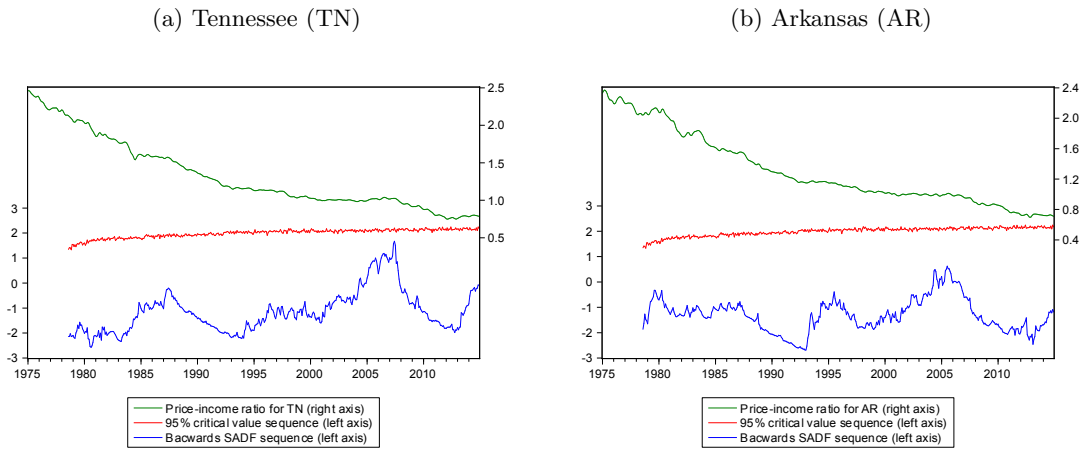 (a) Tennessee (TN)
2.5
2.0
1.5
1.0
0.5
3
2
1
0
-1
-2
-3
1975 1980 1985 1990 1995 2000 2005 2010
Price-income ratio for TN (right axis)
95% critical value sequence (left axis)
Bacwards SADF sequence (left axis)
(b) Arkansas (AR)
2.4
2.0
1.6
1.2
0.8
0.4
3
2
1
0
-1
-2
-3
1975 1980 1985 1990 1995 2000 2005 2010
Price-income ratio for AR (right axis)
95% critical value sequence (left axis)
Bacwards SADF sequence (left axis)